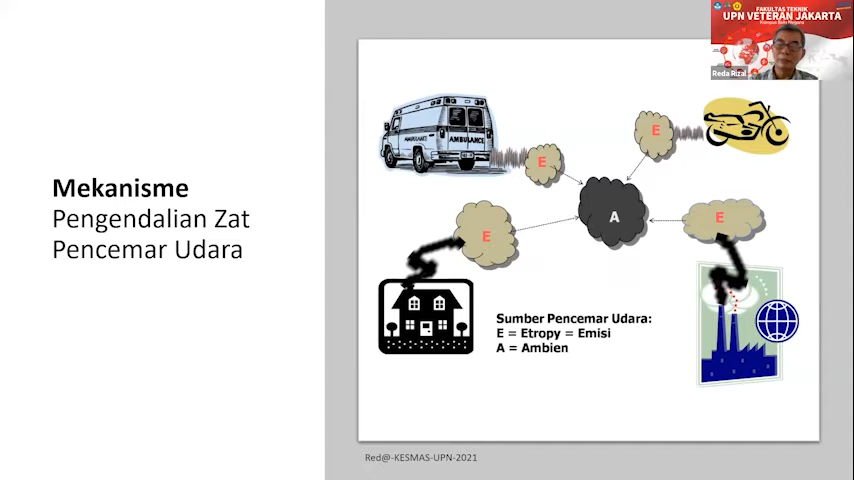 FAKULTAS TEKNIK
UPN VETERAN JAKARTA
Reda Rizal
Mekanisme
Pengendalian Zat
Pencemar Udara
AMBULANCE
AMBULANCE
E
E
A
E
E
Sumber Pencemar Udara:
E = Etropy = Emisi
A = Ambien
Red@-KESMAS-UPN-2021